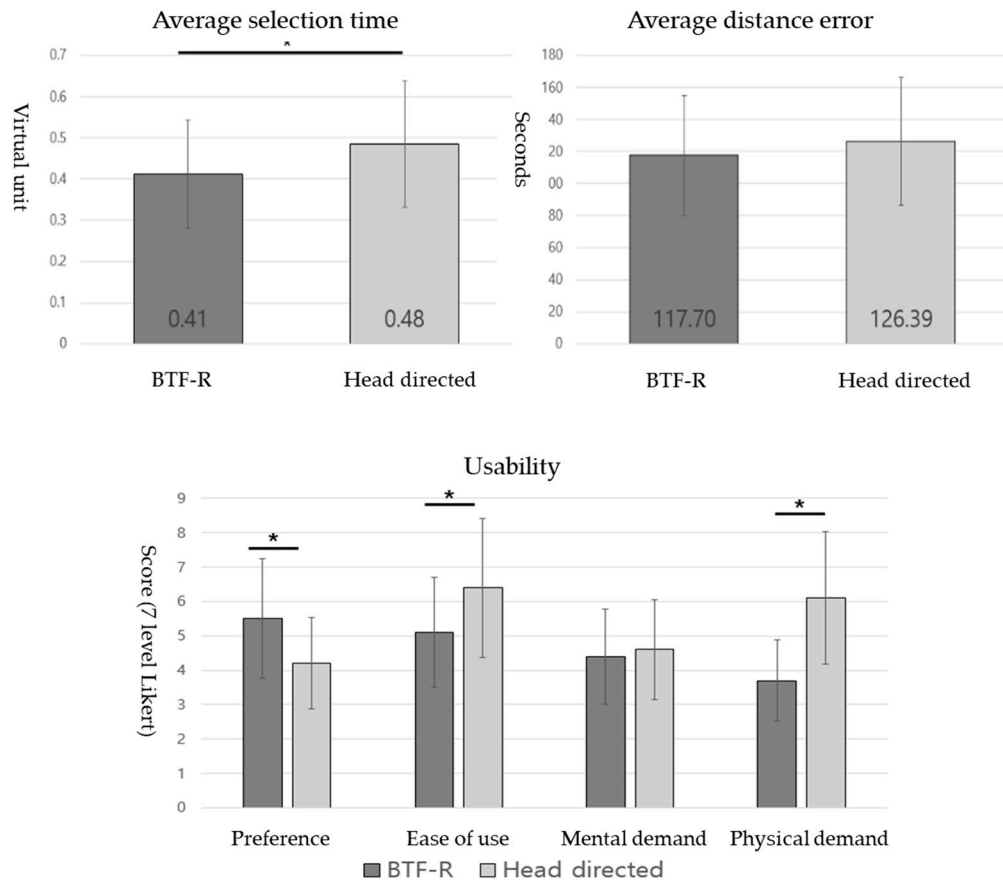 Average selection time
Average distance error
*
Virtual unit
0.7
0.6
0.5
0.4
0.3
0.2
0.1
0
0.41
0.48
BTF-R
Head directed
Seconds
180
160
40
20
00
80
60
40
20
0
117.70
126.39
BTF-R
Head directed
Usability
Score (7 level Likert)
9
8
7
6
5
4
3
2
1
0
*
*
*
Preference
Ease of use
Mental demand
Physical demand
BTF-R
Head directed